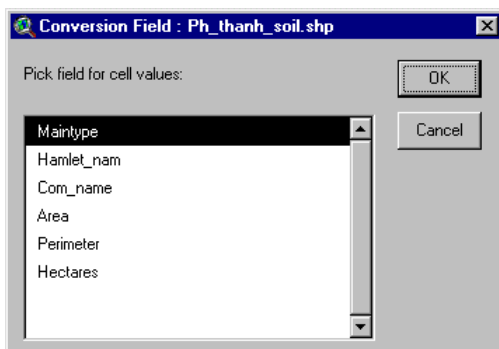 Conversion Field : Ph_thanh_soil.shp
Pick field for cell values:
OK
Cancel
Maintype
Hamlet_nam
Com_name
Area
Perimeter
Hectares